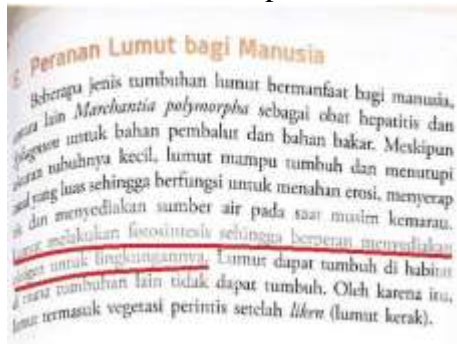 Peranan Lumut bagi Manusia
Beberapa jenis tumbuhan lumut bermanfaat bagi manusia,
lain Marchantia polymorpha sebagai obat hepatitis dan
untuk bahan pembalut dan bahan bakar. Meskipun
tubuhnya kecil, lumut mampu tumbuh dan menutupi
yang luas sehingga berfungsi untuk menahan erosi, menyerap
dan menyediakan sumber air pada saat musim kemarau.
melakukan fotosintesis sehingga berperan menyediakan
untuk lingkungannya. Lumut dapat tumbuh di habitat
mana tumbuhan lain tidak dapat tumbuh. Oleh karena itu,
termasuk vegetasi perintis setelah liken (lumut kerak).